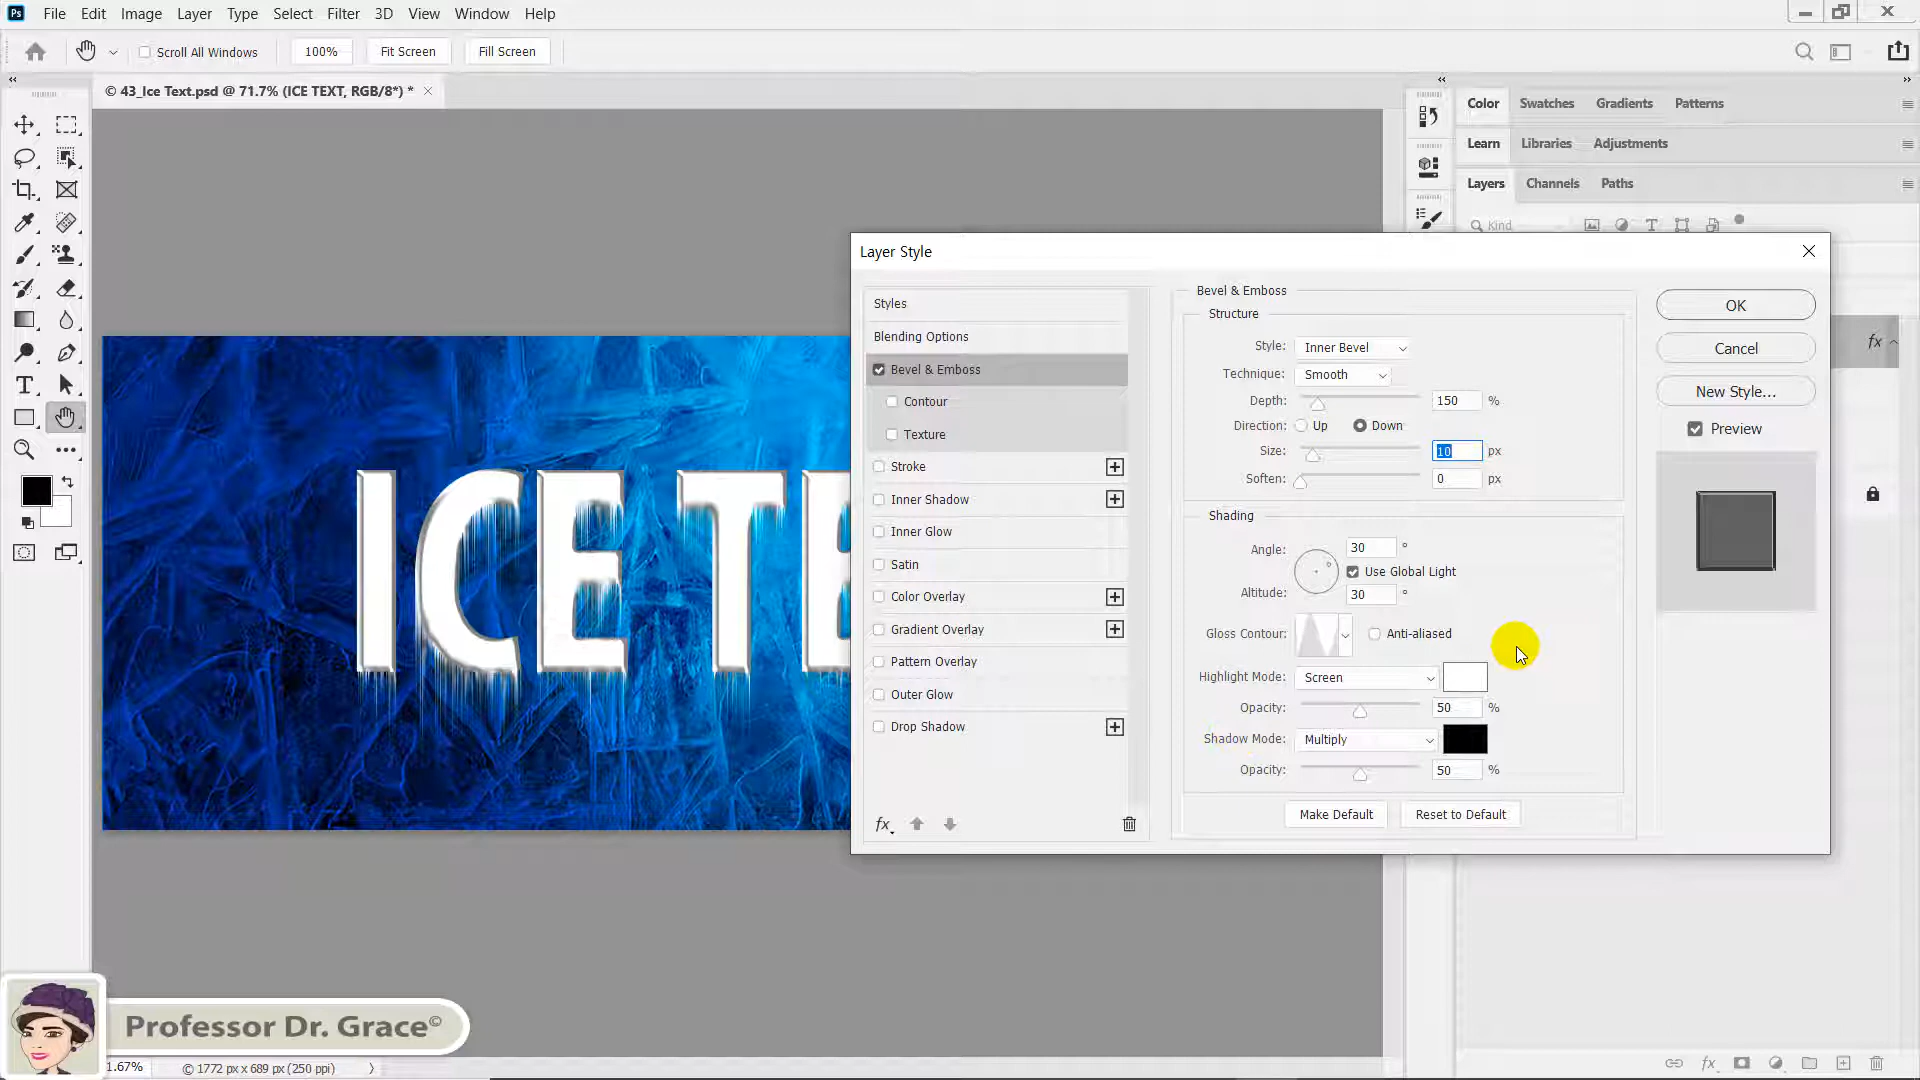 Ps File Edit Image Layer Type Select Filter 3D View Window Help
Scroll All Windows 100% Fit Screen Fill Screen
© 43_Ice Text.psd @ 71.7% (ICE TEXT, RGB/8*) *
Color Swatches Gradients Patterns
Learn Libraries Adjustments
Layers Channels Paths
Kind
Layer Style
Styles
Blending Options
Bevel & Emboss
Contour
Texture
Stroke
Inner Shadow
Inner Glow
Satin
Color Overlay
Gradient Overlay
Pattern Overlay
Outer Glow
Drop Shadow
fx
Bevel & Emboss
Structure
Style: Inner Bevel
Technique: Smooth
Depth: 150 %
Direction: Up Down
Size: 10 px
Soften: 0 px
Shading
Angle: 30 °
Use Global Light
Altitude: 30 °
Gloss Contour: Anti-aliased
Highlight Mode: Screen
Opacity: 50 %
Shadow Mode: Multiply
Opacity: 50 %
Make Default Reset to Default
OK
Cancel
New Style...
Preview
fx
ICE TE
Professor Dr. Grace©
1.67% © 1772 px x 689 px (250 ppi)
fx